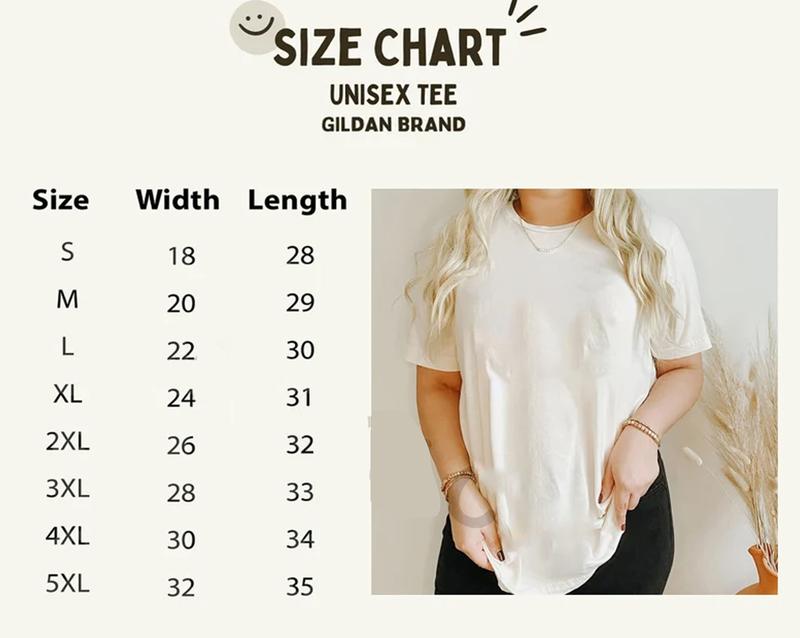 SIZE CHART
UNISEX TEE
GILDAN BRAND
Size Width Length
S 18 28
M 20 29
L 22 30
XL 24 31
2XL 26 32
3XL 28 33
4XL 30 34
5XL 32 35